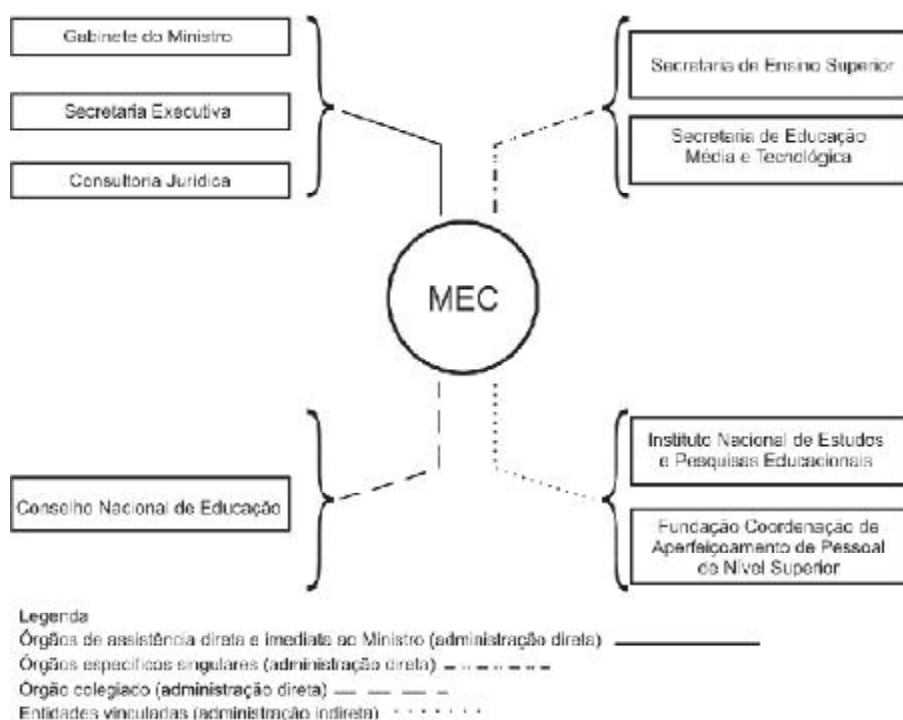 Gabinete do Ministro
Secretaria Executiva
Consultoria Jurídica
Secretaria de Ensino Superior
Secretaria de Educação
Média e Tecnológica
MEC
Conselho Nacional de Educação
Instituto Nacional de Estudos
e Pesquisas Educacionais
Fundação Coordenação de
Aperfeiçoamento de Pessoal
de Nível Superior
Legenda
Órgãos de assistência direta e imediata ao Ministro (administração direta)
Órgãos específicos singulares (administração direta)
Órgão colegiado (administração direta)
Entidades vinculadas (administração indireta)